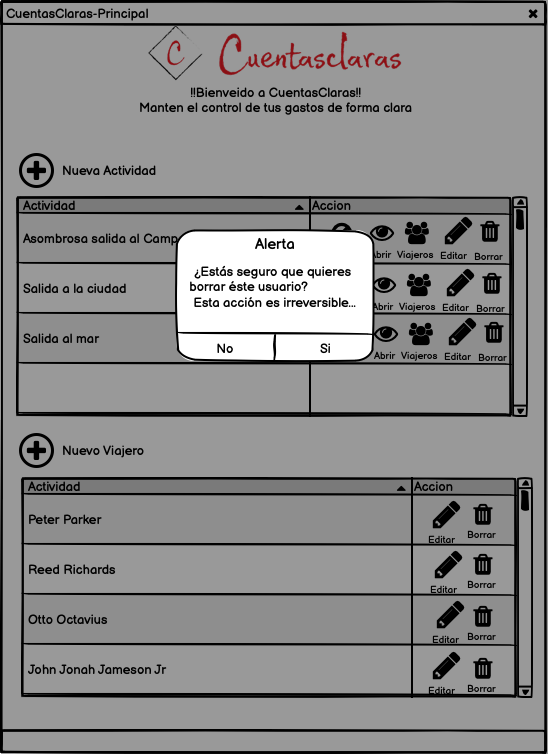 CuentasClaras-Principal
C Cuentasclaras
!!Bienveido a CuentasClaras!!
Manten el control de tus gastos de forma clara
Nueva Actividad
Actividad Accion
Asombrosa salida al Camp
Abrir Viajeros Editar Borrar
Salida a la ciudad
Abrir Viajeros Editar Borrar
Salida al mar
Abrir Viajeros Editar Borrar
Alerta
¿Estás seguro que quieres
borrar éste usuario?
Esta acción es irreversible...
No Si
Nuevo Viajero
Actividad Accion
Peter Parker
Editar Borrar
Reed Richards
Editar Borrar
Otto Octavius
Editar Borrar
John Jonah Jameson Jr
Editar Borrar